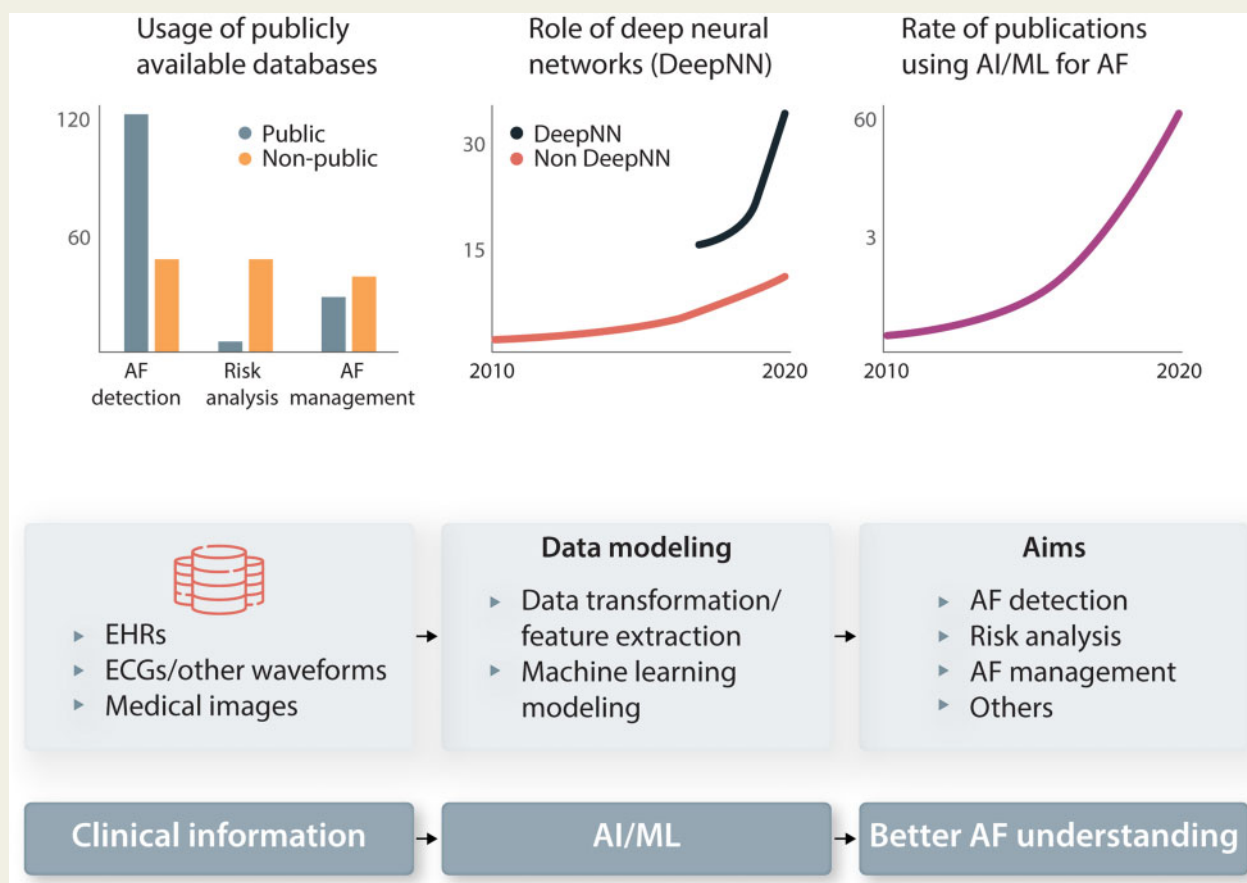 Usage of publicly
available databases
120
60
Public
Non-public
AF
detection
Risk
analysis
AF
management
Role of deep neural
networks (DeepNN)
30
15
DeepNN
Non DeepNN
2010
2020
Rate of publications
using AI/ML for AF
60
3
2010
2020
EHRs
ECGs/other waveforms
Medical images
Data modeling
Data transformation/
feature extraction
Machine learning
modeling
Aims
AF detection
Risk analysis
AF management
Others
Clinical information
AI/ML
Better AF understanding